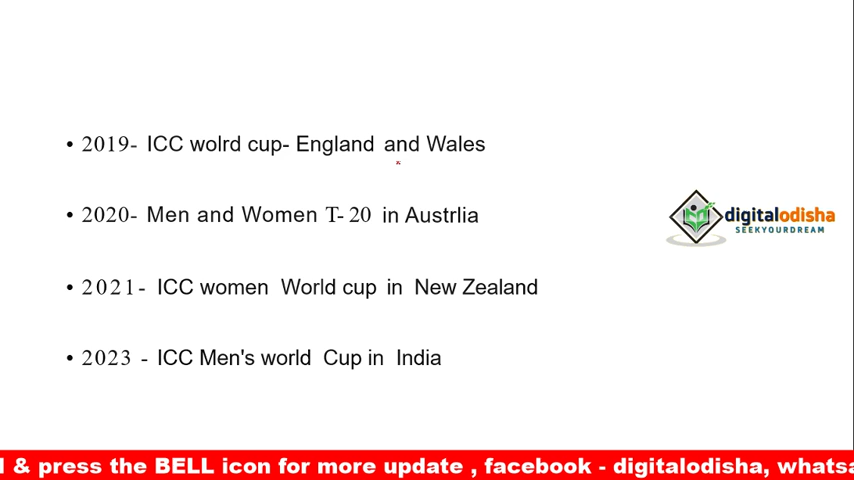 • 2019- ICC wolrd cup- England and Wales
• 2020- Men and Women T-20 in Austrlia
digitalodisha
SEEKYOURDREAM
• 2021- ICC women World cup in New Zealand
• 2023 - ICC Men's world Cup in India
& press the BELL icon for more update , facebook - digitalodisha, whatsa